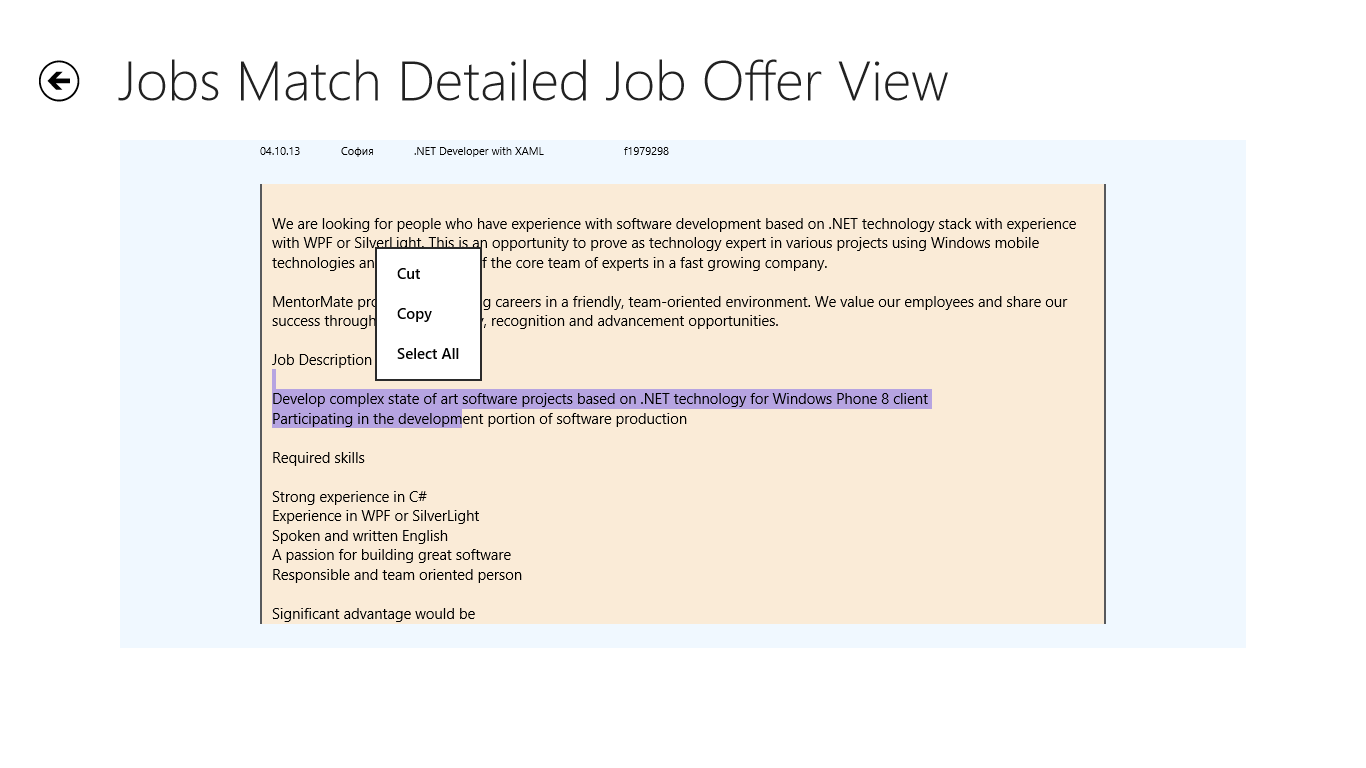 Jobs Match Detailed Job Offer View
04.10.13 София .NET Developer with XAML f1979298
We are looking for people who have experience with software development based on .NET technology stack with experience
with WPF or SilverLight. This is an opportunity to prove as technology expert in various projects using Windows mobile
technologies f the core team of experts in a fast growing company.
Cut
MentorMate g careers in a friendly, team-oriented environment. We value our employees and share our
Copy
success through , recognition and advancement opportunities.
Select All
Job Description
Develop complex state of art software projects based on .NET technology for Windows Phone 8 client
Participating in the development portion of software production
Required skills
Strong experience in C#
Experience in WPF or SilverLight
Spoken and written English
A passion for building great software
Responsible and team oriented person
Significant advantage would be